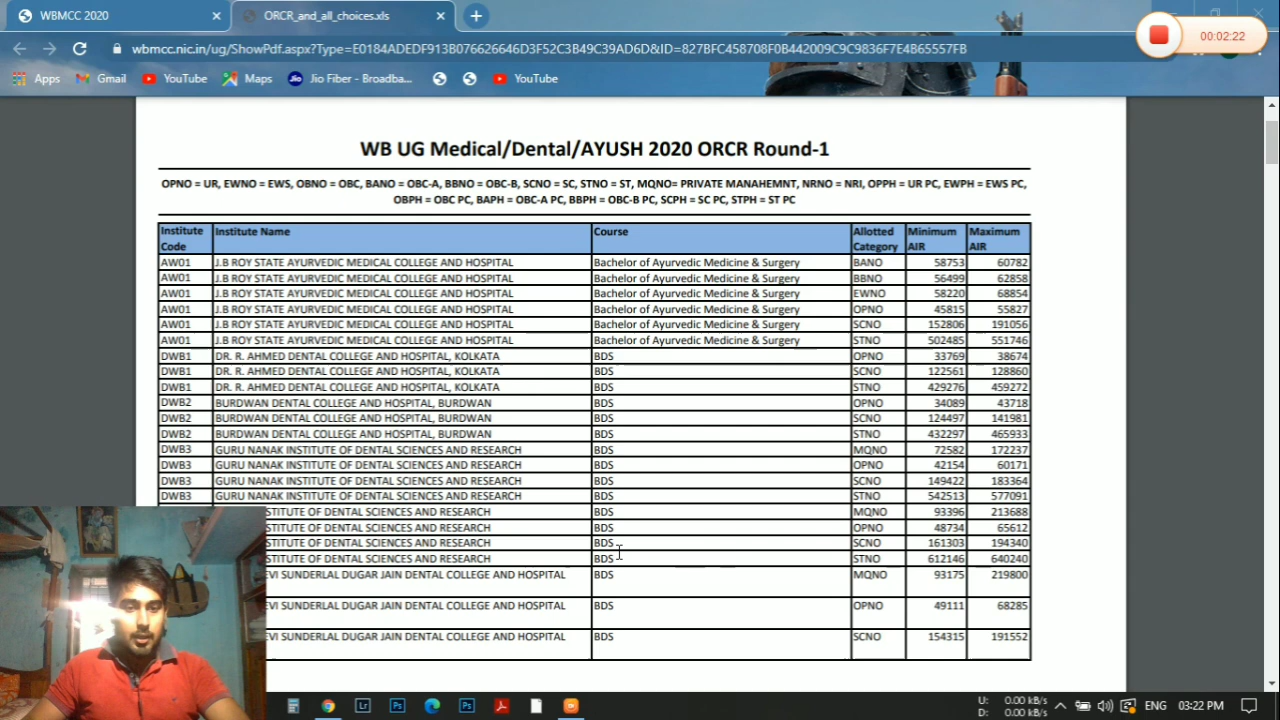 WBMCC 2020 ORCR_and_all_choices.xls
00:02:22
wbmcc.nic.in/ug/ShowPdf.aspx?Type=E0184ADEDF913B076626646D3F52C3B49C39AD6D&ID=827BFC458708F0B442009C9C9836F7E4B65557FB
Apps Gmail YouTube Maps Jio Fiber - Broadba... YouTube
WB UG Medical/Dental/AYUSH 2020 ORCR Round-1
OPNO = UR, EWNO = EWS, OBNO = OBC, BANO = OBC-A, BBNO = OBC-B, SCNO = SC, STNO = ST, MQNO= PRIVATE MANAHEMNT, NRNO = NRI, OPPH = UR PC, EWPH = EWS PC,
OBPH = OBC PC, BAPH = OBC-A PC, BBPH = OBC-B PC, SCPH = SC PC, STPH = ST PC
Institute Institute Name Course Allotted Minimum Maximum
Code Category AIR AIR
AW01 J.B ROY STATE AYURVEDIC MEDICAL COLLEGE AND HOSPITAL Bachelor of Ayurvedic Medicine & Surgery BANO 58753 60782
AW01 J.B ROY STATE AYURVEDIC MEDICAL COLLEGE AND HOSPITAL Bachelor of Ayurvedic Medicine & Surgery BBNO 56499 62858
AW01 J.B ROY STATE AYURVEDIC MEDICAL COLLEGE AND HOSPITAL Bachelor of Ayurvedic Medicine & Surgery EWNO 58220 68854
AW01 J.B ROY STATE AYURVEDIC MEDICAL COLLEGE AND HOSPITAL Bachelor of Ayurvedic Medicine & Surgery OPNO 45815 55827
AW01 J.B ROY STATE AYURVEDIC MEDICAL COLLEGE AND HOSPITAL Bachelor of Ayurvedic Medicine & Surgery SCNO 152806 191056
AW01 J.B ROY STATE AYURVEDIC MEDICAL COLLEGE AND HOSPITAL Bachelor of Ayurvedic Medicine & Surgery STNO 502485 551746
DWB1 DR. R. AHMED DENTAL COLLEGE AND HOSPITAL, KOLKATA BDS OPNO 33769 38674
DWB1 DR. R. AHMED DENTAL COLLEGE AND HOSPITAL, KOLKATA BDS SCNO 122561 128860
DWB1 DR. R. AHMED DENTAL COLLEGE AND HOSPITAL, KOLKATA BDS STNO 429276 459272
DWB2 BURDWAN DENTAL COLLEGE AND HOSPITAL, BURDWAN BDS OPNO 34089 43718
DWB2 BURDWAN DENTAL COLLEGE AND HOSPITAL, BURDWAN BDS SCNO 124497 141981
DWB2 BURDWAN DENTAL COLLEGE AND HOSPITAL, BURDWAN BDS STNO 432297 465933
DWB3 GURU NANAK INSTITUTE OF DENTAL SCIENCES AND RESEARCH BDS MQNO 72582 172237
DWB3 GURU NANAK INSTITUTE OF DENTAL SCIENCES AND RESEARCH BDS OPNO 42154 60171
DWB3 GURU NANAK INSTITUTE OF DENTAL SCIENCES AND RESEARCH BDS SCNO 149422 183364
DWB3 GURU NANAK INSTITUTE OF DENTAL SCIENCES AND RESEARCH BDS STNO 542513 577091
STITUTE OF DENTAL SCIENCES AND RESEARCH BDS MQNO 93396 213688
STITUTE OF DENTAL SCIENCES AND RESEARCH BDS OPNO 48734 65612
STITUTE OF DENTAL SCIENCES AND RESEARCH BDS SCNO 161303 194340
STITUTE OF DENTAL SCIENCES AND RESEARCH BDS STNO 612146 640240
EVI SUNDERLAL DUGAR JAIN DENTAL COLLEGE AND HOSPITAL BDS MQNO 93175 219800
EVI SUNDERLAL DUGAR JAIN DENTAL COLLEGE AND HOSPITAL BDS OPNO 49111 68285
EVI SUNDERLAL DUGAR JAIN DENTAL COLLEGE AND HOSPITAL BDS SCNO 154315 191552
U: 0.00 kB/s
D: 0.00 kB/s
ENG 03:22 PM